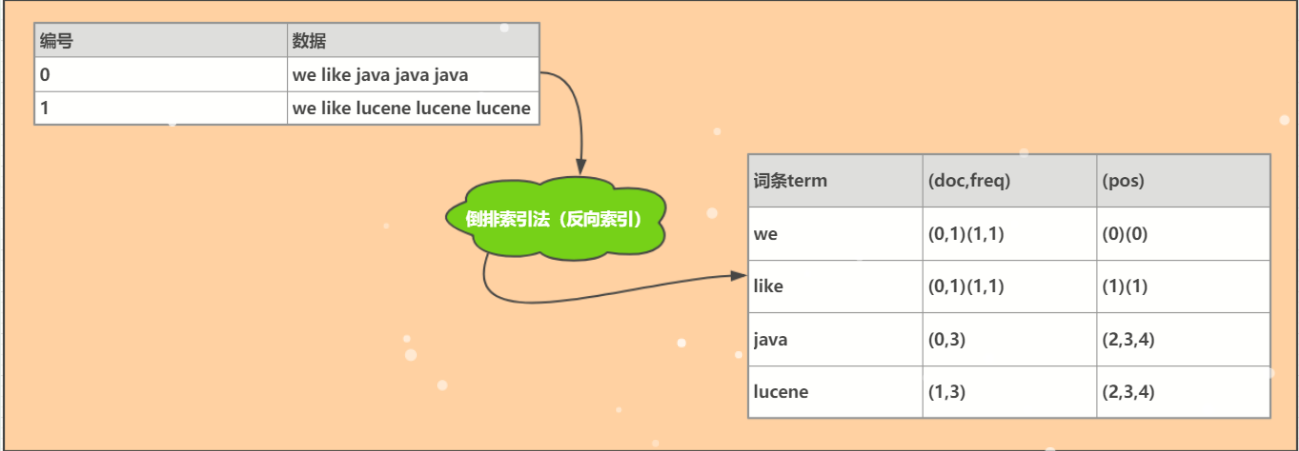 编号 数据
0 we like java java java
1 we like lucene lucene lucene
倒排索引法（反向索引）
词条term (doc,freq) (pos)
we (0,1)(1,1) (0)(0)
like (0,1)(1,1) (1)(1)
java (0,3) (2,3,4)
lucene (1,3) (2,3,4)